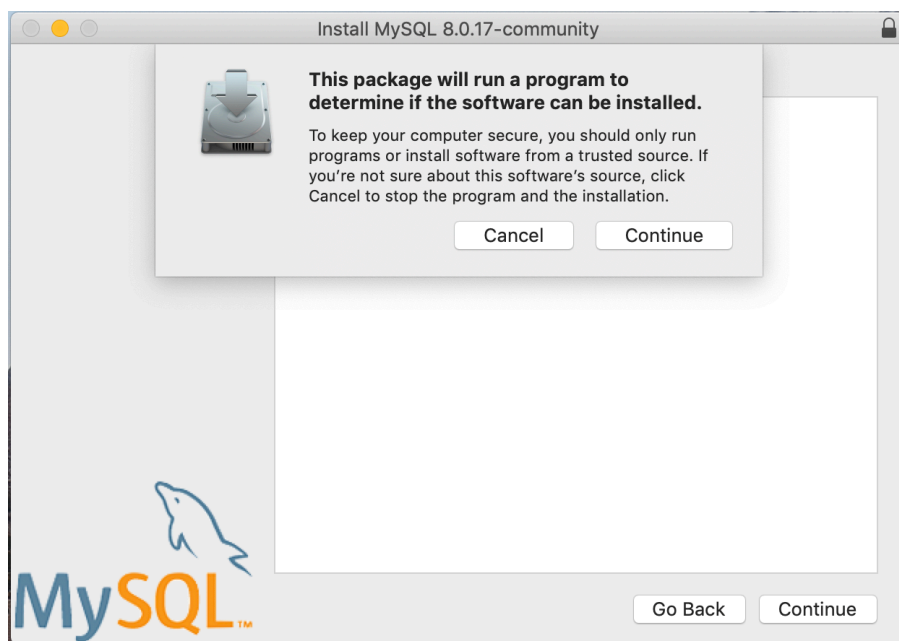 Install MySQL 8.0.17-community
This package will run a program to
determine if the software can be installed.
To keep your computer secure, you should only run
programs or install software from a trusted source. If
you’re not sure about this software’s source, click
Cancel to stop the program and the installation.
Cancel Continue
MySQL™
Go Back Continue